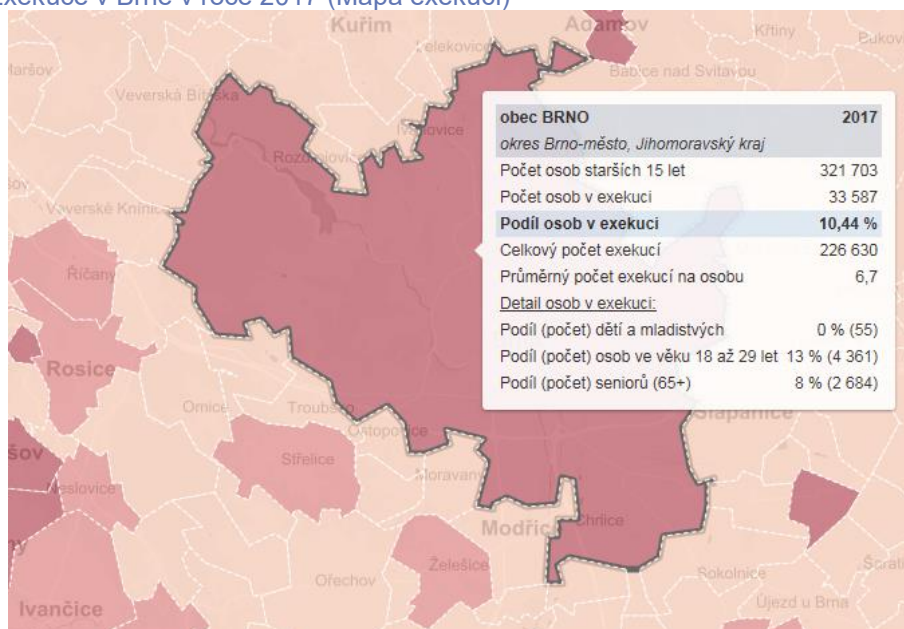 Exekuce v Brně v roce 2017 (Mapa exekucí)
Kuřim
Adamov
Křtiny
Lelekovice
Babice nad Svitavou
Veverská Bítýška
Ivanovice
Rozdrojovice
Veverské Knínice
obec BRNO 2017
okres Brno-město, Jihomoravský kraj
Počet osob starších 15 let 321 703
Počet osob v exekuci 33 587
Podíl osob v exekuci 10,44 %
Celkový počet exekucí 226 630
Průměrný počet exekucí na osobu 6,7
Detail osob v exekuci:
Podíl (počet) dětí a mladistvých 0 % (55)
Podíl (počet) osob ve věku 18 až 29 let 13 % (4 361)
Podíl (počet) seniorů (65+) 8 % (2 684)
Říčany
Rosice
Omice
Troubsko
Šlapanice
Ostopovice
Střelice
Neslovice
Moravany
Modřice
Chrlice
Želešice
Ořechov
Sokolnice
Ivančice
Újezd u Brna